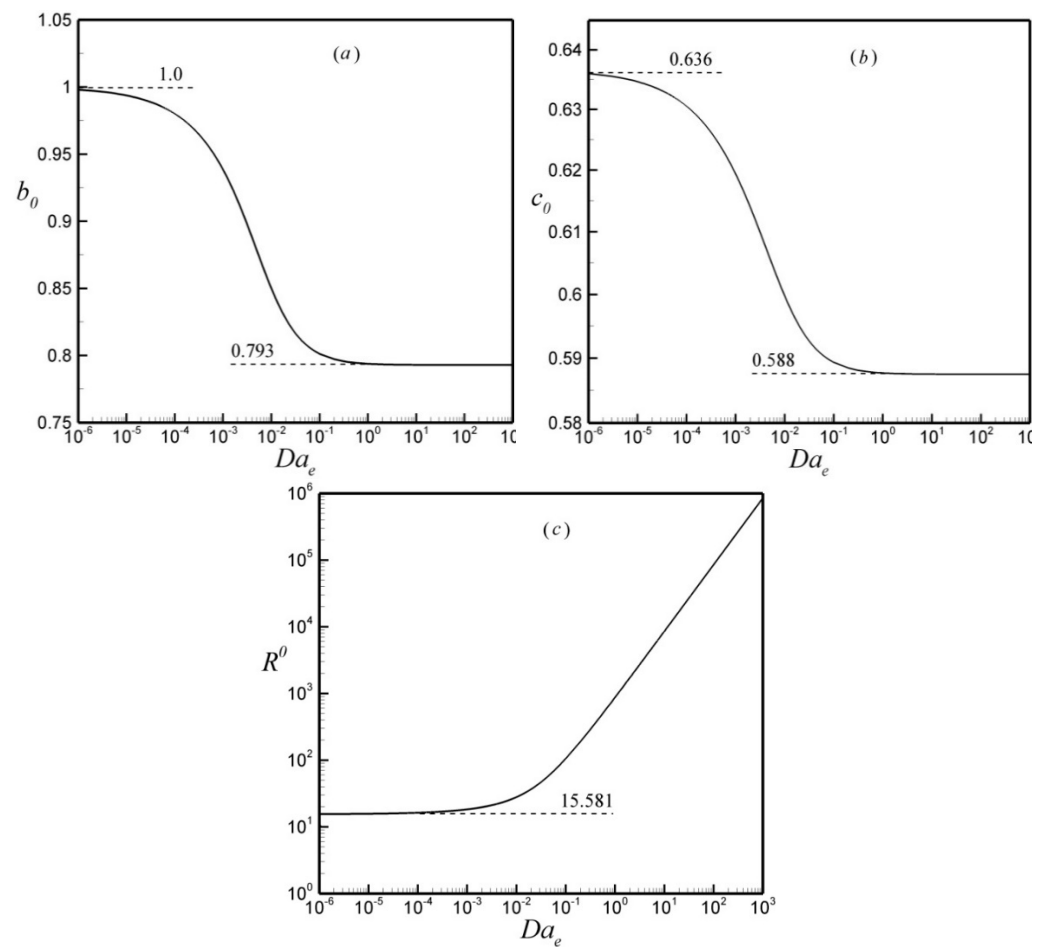 1.05
(a)
1.0
1
0.95
b₀
0.9
0.85
0.793
0.8
0.75
10⁻⁶ 10⁻⁵ 10⁻⁴ 10⁻³ 10⁻² 10⁻¹ 10⁰ 10¹ 10² 10
Daₑ
0.64
0.636
(b)
0.63
0.62
c₀
0.61
0.6
0.59
0.588
0.58
10⁻⁶ 10⁻⁵ 10⁻⁴ 10⁻³ 10⁻² 10⁻¹ 10⁰ 10¹ 10² 10
Daₑ
10⁶
(c)
10⁵
10⁴
R⁰
10³
10²
15.581
10¹
10⁰
10⁻⁶ 10⁻⁵ 10⁻⁴ 10⁻³ 10⁻² 10⁻¹ 10⁰ 10¹ 10² 10³
Daₑ